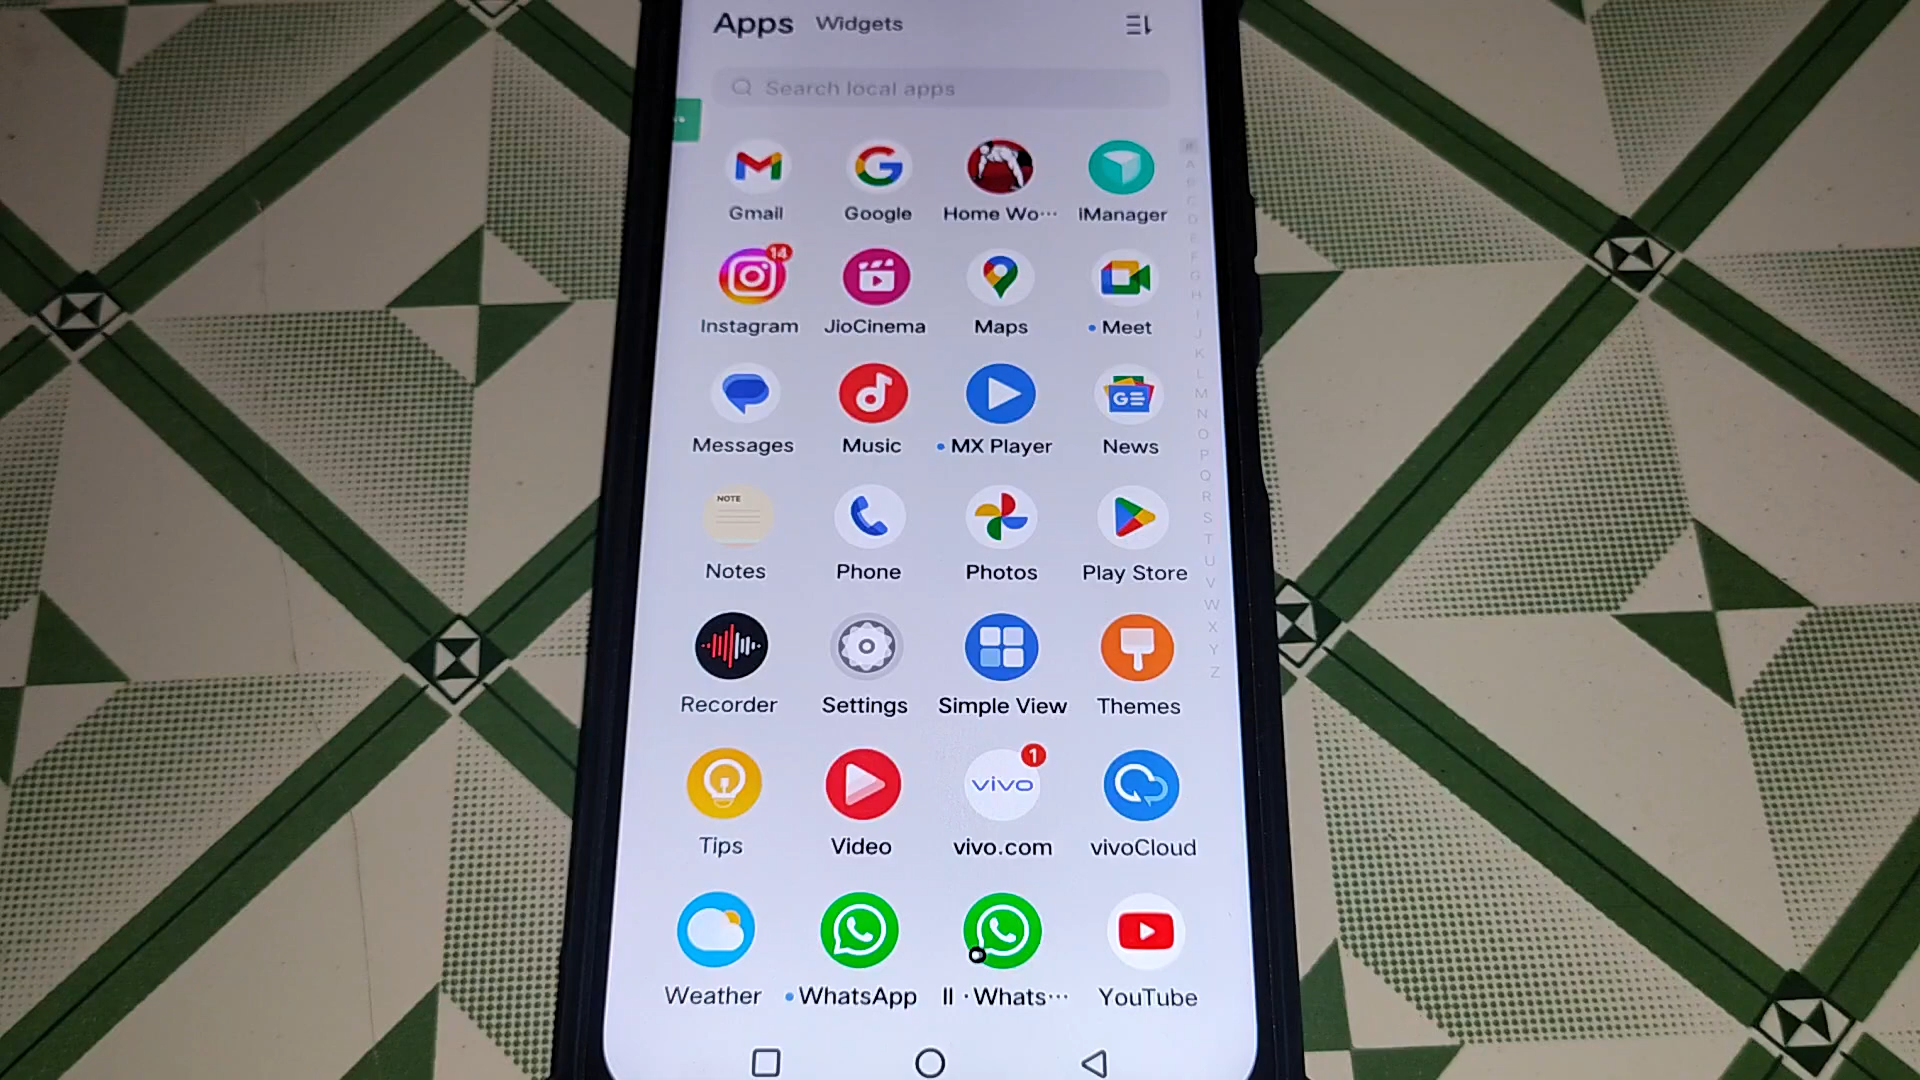 Apps Widgets
Search local apps
Gmail Google Home Wo··· iManager
14
Instagram JioCinema Maps Meet
GE
Messages Music MX Player News
NOTE
Notes Phone Photos Play Store
Recorder Settings Simple View Themes
vivo 1
Tips Video vivo.com vivoCloud
Weather WhatsApp II · Whats··· YouTube
#
A
B
C
D
E
F
G
H
I
J
K
L
M
N
O
P
Q
R
S
T
U
V
W
X
Y
Z